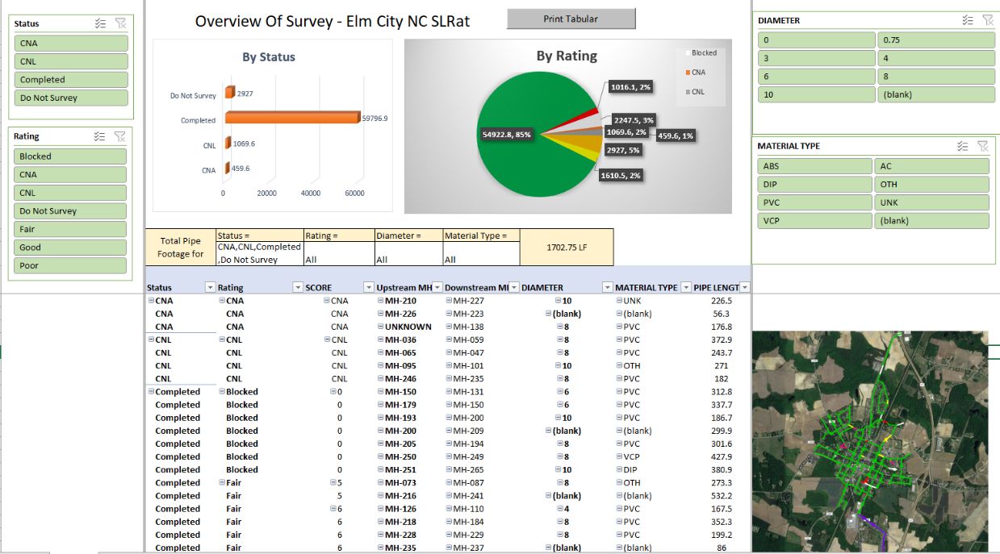 Overview Of Survey - Elm City NC SLRat
Print Tabular
Status
CNA
CNL
Completed
Do Not Survey
Rating
Blocked
CNA
CNL
Do Not Survey
Fair
Good
Poor
By Status
Do Not Survey 2927
Completed 59796.9
CNL 1069.6
CNA 459.6
0 20000 40000 60000
By Rating
Blocked
CNA
CNL
1016.1, 2%
2247.5, 3%
1069.6, 2%
459.6, 1%
54922.8, 85%
2927, 5%
1610.5, 2%
DIAMETER
0 0.75
3 4
6 8
10 (blank)
MATERIAL TYPE
ABS AC
DIP OTH
PVC UNK
VCP (blank)
Total Pipe
Footage for
Status =
CNA,CNL,Completed
,Do Not Survey
Rating =
All
Diameter =
All
Material Type =
All
1702.75 LF
Status Rating SCORE Upstream MH Downstream MH DIAMETER MATERIAL TYPE PIPE LENGT
CNA CNA CNA MH-210 MH-227 10 UNK 226.5
CNA CNA CNA MH-226 MH-223 (blank) (blank) 56.3
CNA CNA CNA UNKNOWN MH-138 8 PVC 176.8
CNL CNL CNL MH-036 MH-059 8 PVC 372.9
CNL CNL CNL MH-065 MH-047 8 PVC 243.7
CNL CNL CNL MH-095 MH-101 10 OTH 271
CNL CNL CNL MH-246 MH-235 8 PVC 182
Completed Blocked 0 MH-150 MH-131 6 PVC 312.8
Completed Blocked 0 MH-179 MH-150 6 PVC 337.7
Completed Blocked 0 MH-193 MH-200 10 PVC 186.7
Completed Blocked 0 MH-200 MH-209 (blank) (blank) 299.9
Completed Blocked 0 MH-205 MH-194 8 PVC 301.6
Completed Blocked 0 MH-250 MH-249 8 VCP 427.9
Completed Blocked 0 MH-251 MH-265 10 DIP 380.9
Completed Fair 5 MH-073 MH-087 8 OTH 273.3
Completed Fair 5 MH-216 MH-241 (blank) (blank) 532.2
Completed Fair 6 MH-126 MH-110 4 PVC 167.5
Completed Fair 6 MH-218 MH-184 8 PVC 352.3
Completed Fair 6 MH-228 MH-229 8 PVC 199.2
Completed Fair 6 MH-235 MH-237 (blank) (blank) 86